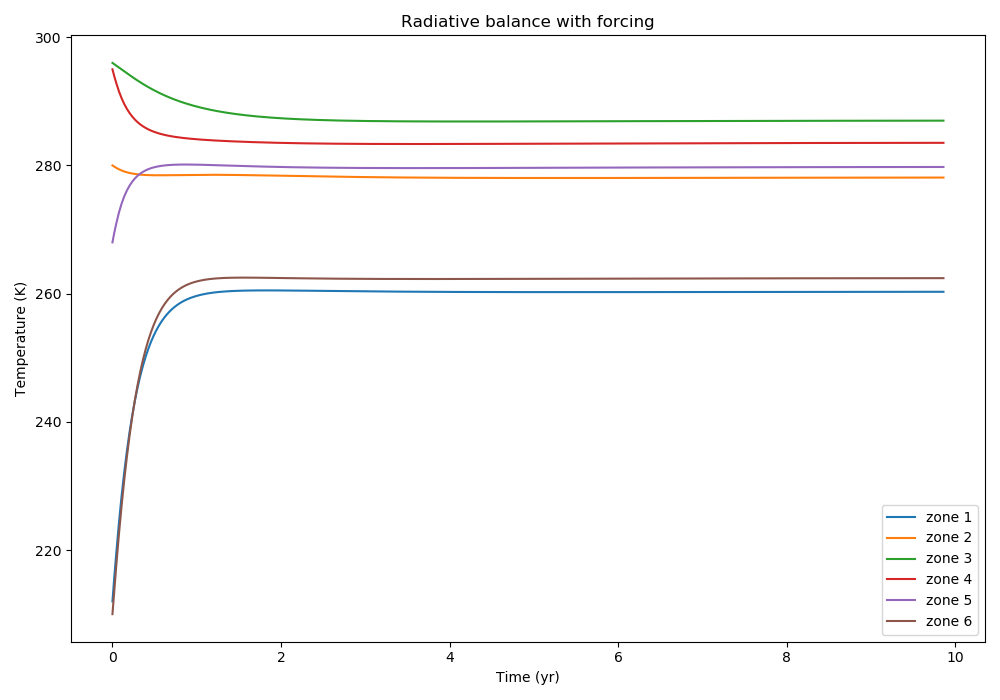 Radiative balance with forcing
300
280
260
240
220
Temperature (K)
0 2 4 6 8 10
Time (yr)
zone 1
zone 2
zone 3
zone 4
zone 5
zone 6